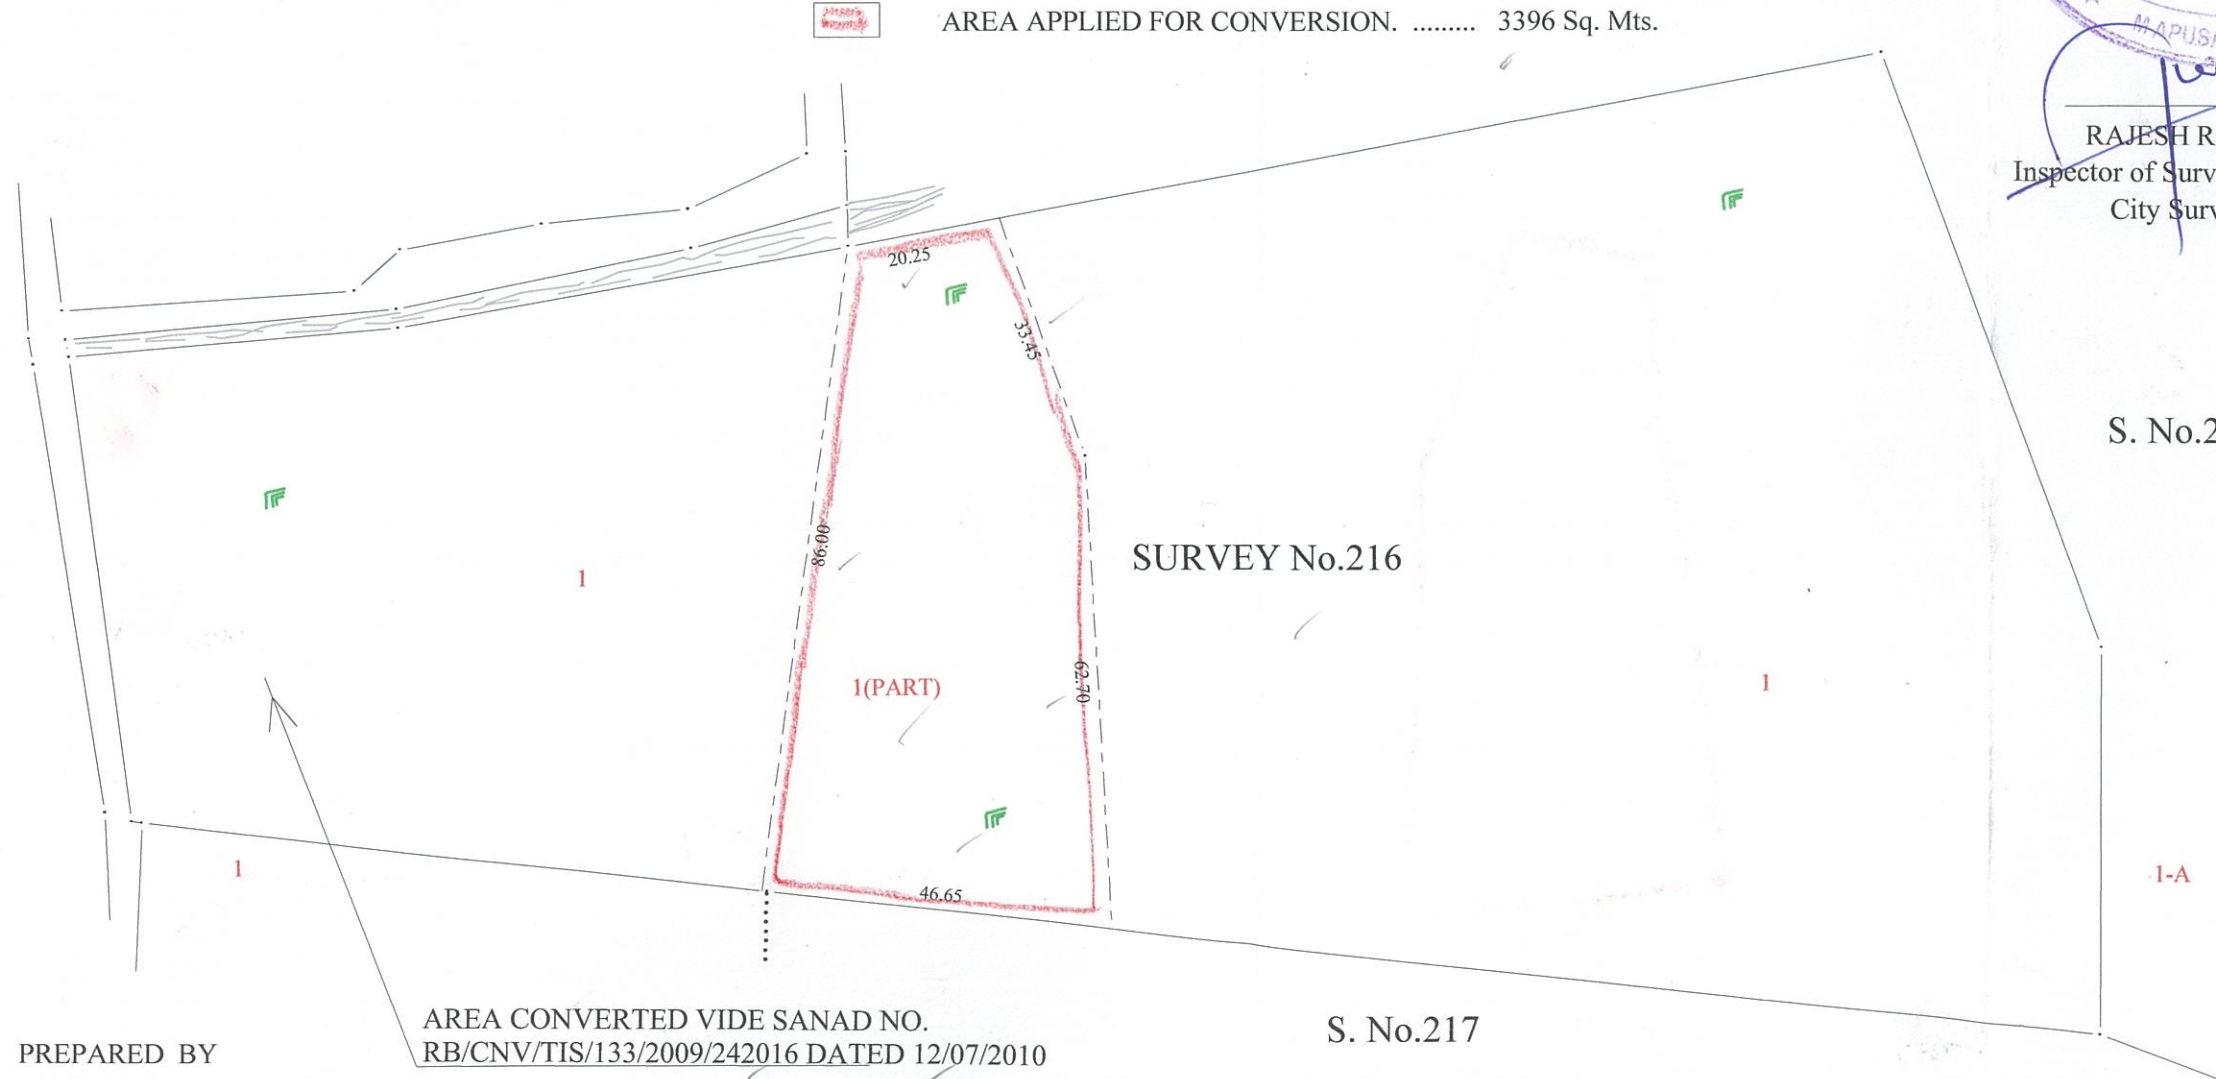 AREA APPLIED FOR CONVERSION. ......... 3396 Sq. Mts.
MAPUSA
RAJESH R
Inspector of Surv
City Surv
20.25
33.45
S. No.2
86.00
SURVEY No.216
1
62.70
1(PART)
1
1
46.65
1-A
AREA CONVERTED VIDE SANAD NO.
RB/CNV/TIS/133/2009/242016 DATED 12/07/2010
S. No.217
PREPARED BY